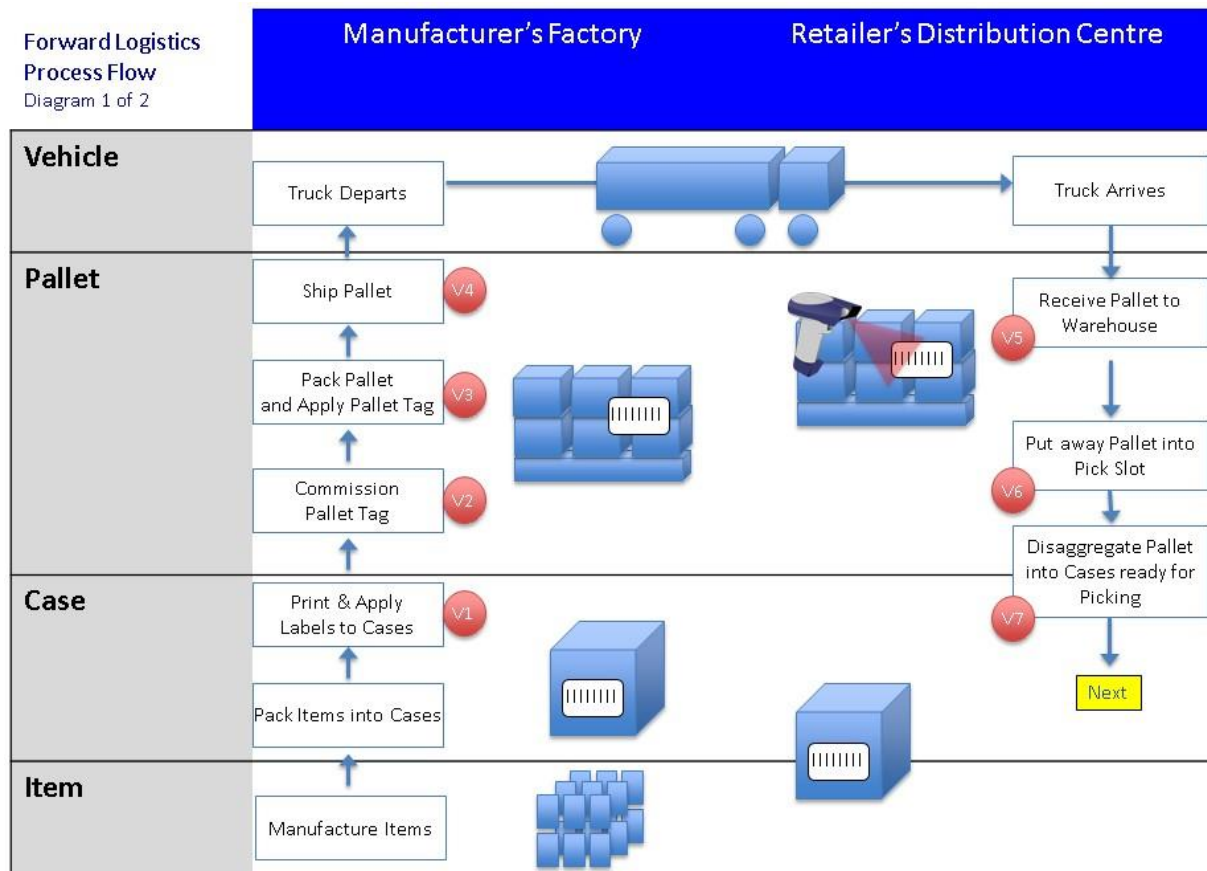 Forward Logistics
Process Flow
Diagram 1 of 2
Manufacturer's Factory
Retailer's Distribution Centre
Vehicle
Truck Departs
Truck Arrives
Pallet
Ship Pallet
V4
Receive Pallet to
Warehouse
V5
Pack Pallet
and Apply Pallet Tag
V3
Put away Pallet into
Pick Slot
V6
Commission
Pallet Tag
V2
Disaggregate Pallet
into Cases ready for
Picking
V7
Case
Print & Apply
Labels to Cases
V1
Next
Pack Items into Cases
Item
Manufacture Items